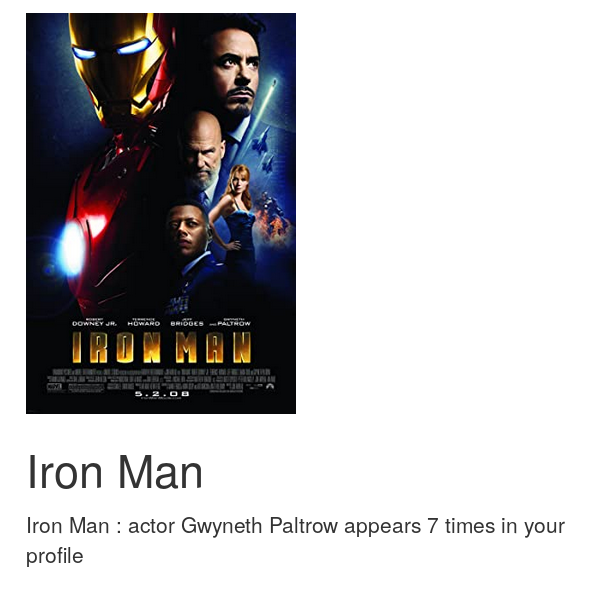 ROBERT TERRENCE JEFF GWYNETH
DOWNEY JR. HOWARD BRIDGES AND PALTROW
IRON MAN
MARVEL
5.2.08
Iron Man
Iron Man : actor Gwyneth Paltrow appears 7 times in your
profile